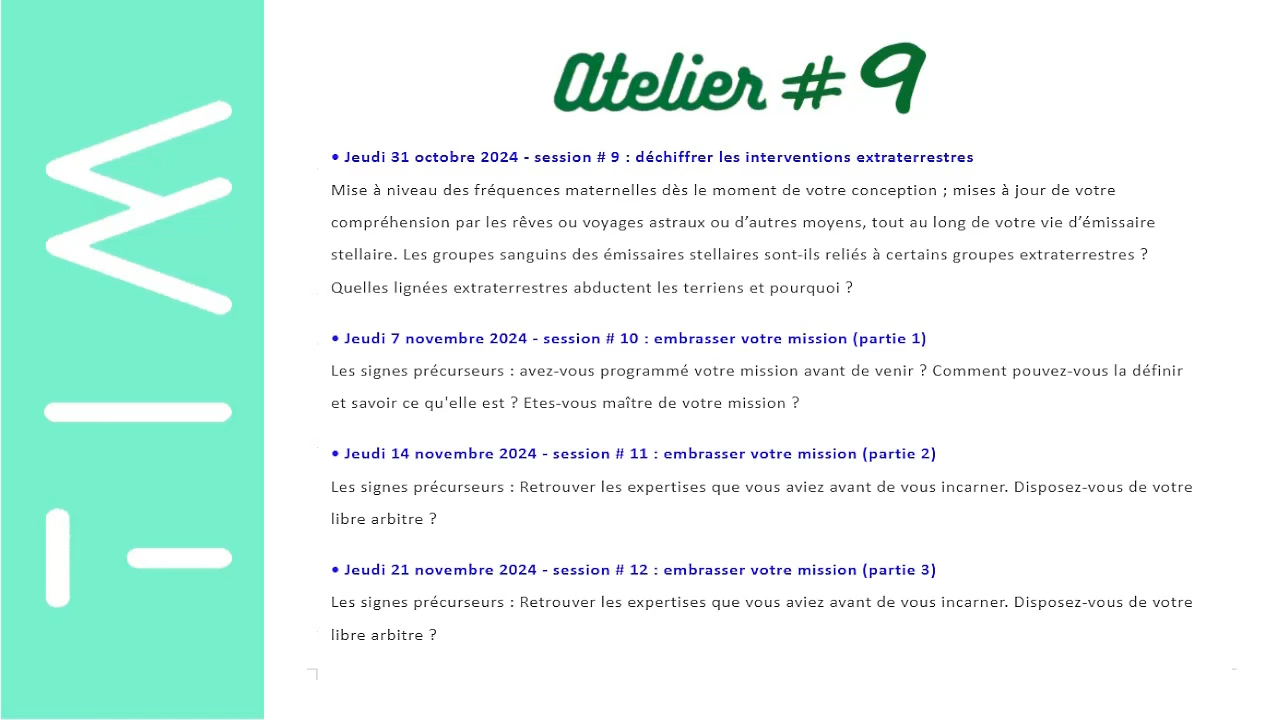 Atelier # 9
• Jeudi 31 octobre 2024 - session # 9 : déchiffrer les interventions extraterrestres
Mise à niveau des fréquences maternelles dès le moment de votre conception ; mises à jour de votre
compréhension par les rêves ou voyages astraux ou d’autres moyens, tout au long de votre vie d’émissaire
stellaire. Les groupes sanguins des émissaires stellaires sont-ils reliés à certains groupes extraterrestres ?
Quelles lignées extraterrestres abductent les terriens et pourquoi ?
• Jeudi 7 novembre 2024 - session # 10 : embrasser votre mission (partie 1)
Les signes précurseurs : avez-vous programmé votre mission avant de venir ? Comment pouvez-vous la définir
et savoir ce qu'elle est ? Etes-vous maître de votre mission ?
• Jeudi 14 novembre 2024 - session # 11 : embrasser votre mission (partie 2)
Les signes précurseurs : Retrouver les expertises que vous aviez avant de vous incarner. Disposez-vous de votre
libre arbitre ?
• Jeudi 21 novembre 2024 - session # 12 : embrasser votre mission (partie 3)
Les signes précurseurs : Retrouver les expertises que vous aviez avant de vous incarner. Disposez-vous de votre
libre arbitre ?